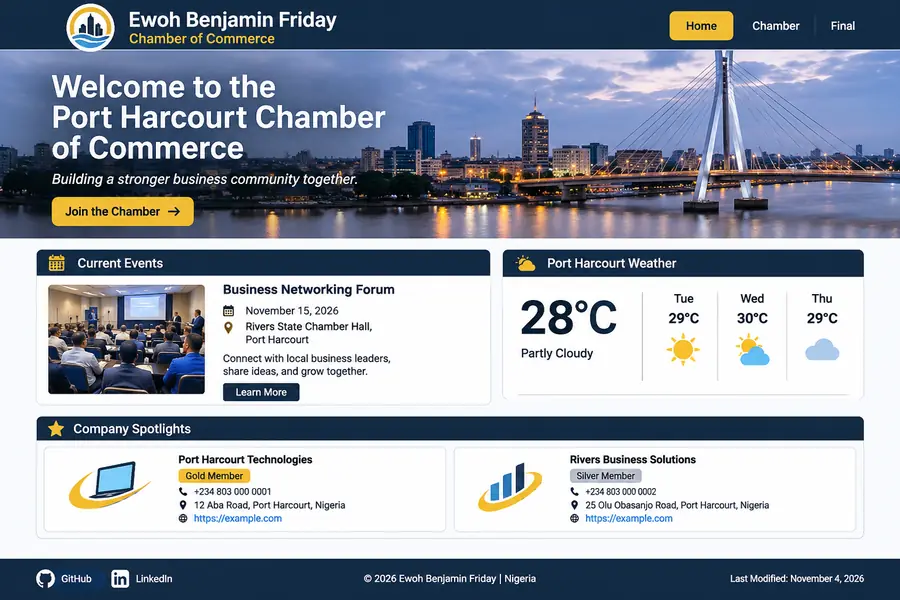 Ewoh Benjamin Friday
Chamber of Commerce
Home
Chamber
Final
Welcome to the
Port Harcourt Chamber
of Commerce
Building a stronger business community together.
Join the Chamber →
Current Events
Business Networking Forum
November 15, 2026
Rivers State Chamber Hall,
Port Harcourt
Connect with local business leaders,
share ideas, and grow together.
Learn More
Port Harcourt Weather
28°C
Partly Cloudy
Tue
29°C
Wed
30°C
Thu
29°C
Company Spotlights
Port Harcourt Technologies
Gold Member
+234 803 000 0001
12 Aba Road, Port Harcourt, Nigeria
https://example.com
Rivers Business Solutions
Silver Member
+234 803 000 0002
25 Olu Obasanjo Road, Port Harcourt, Nigeria
https://example.com
GitHub
in LinkedIn
© 2026 Ewoh Benjamin Friday | Nigeria
Last Modified: November 4, 2026